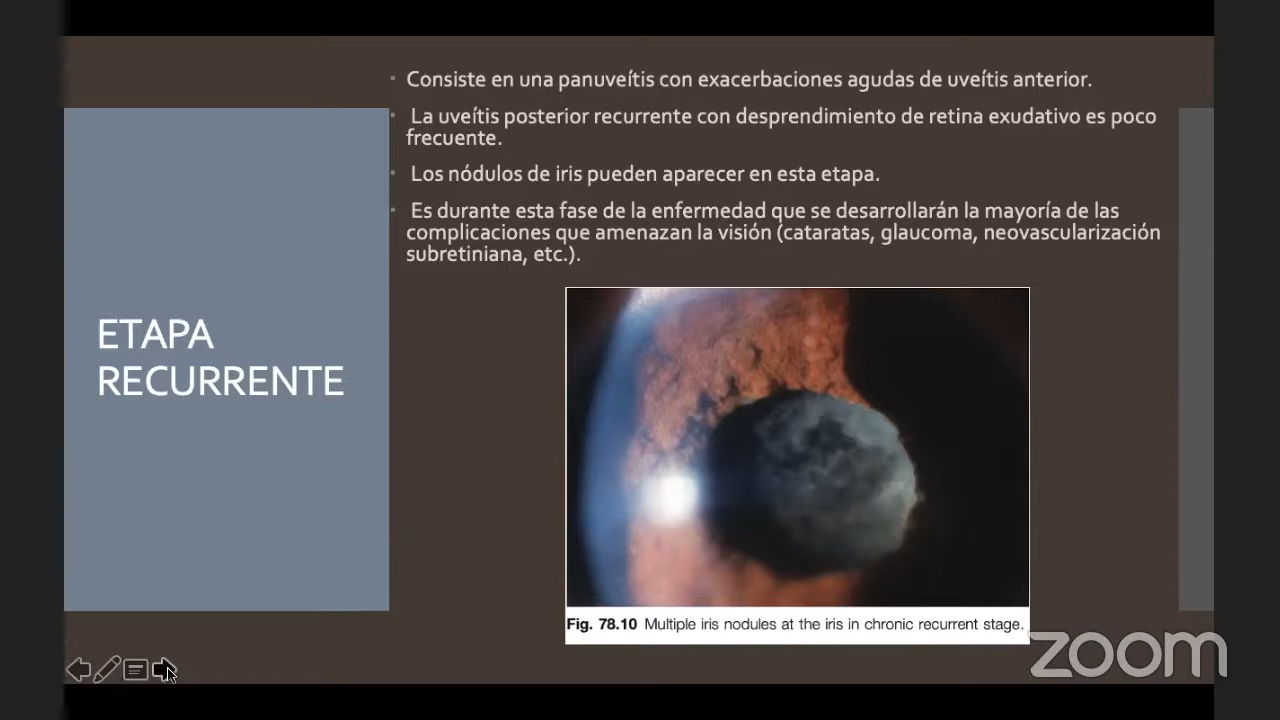 Consiste en una panuveítis con exacerbaciones agudas de uveítis anterior.
La uveítis posterior recurrente con desprendimiento de retina exudativo es poco
frecuente.
Los nódulos de iris pueden aparecer en esta etapa.
Es durante esta fase de la enfermedad que se desarrollarán la mayoría de las
complicaciones que amenazan la visión (cataratas, glaucoma, neovascularización
subretiniana, etc.).
ETAPA
RECURRENTE
Fig. 78.10 Multiple iris nodules at the iris in chronic recurrent stage.
zoom